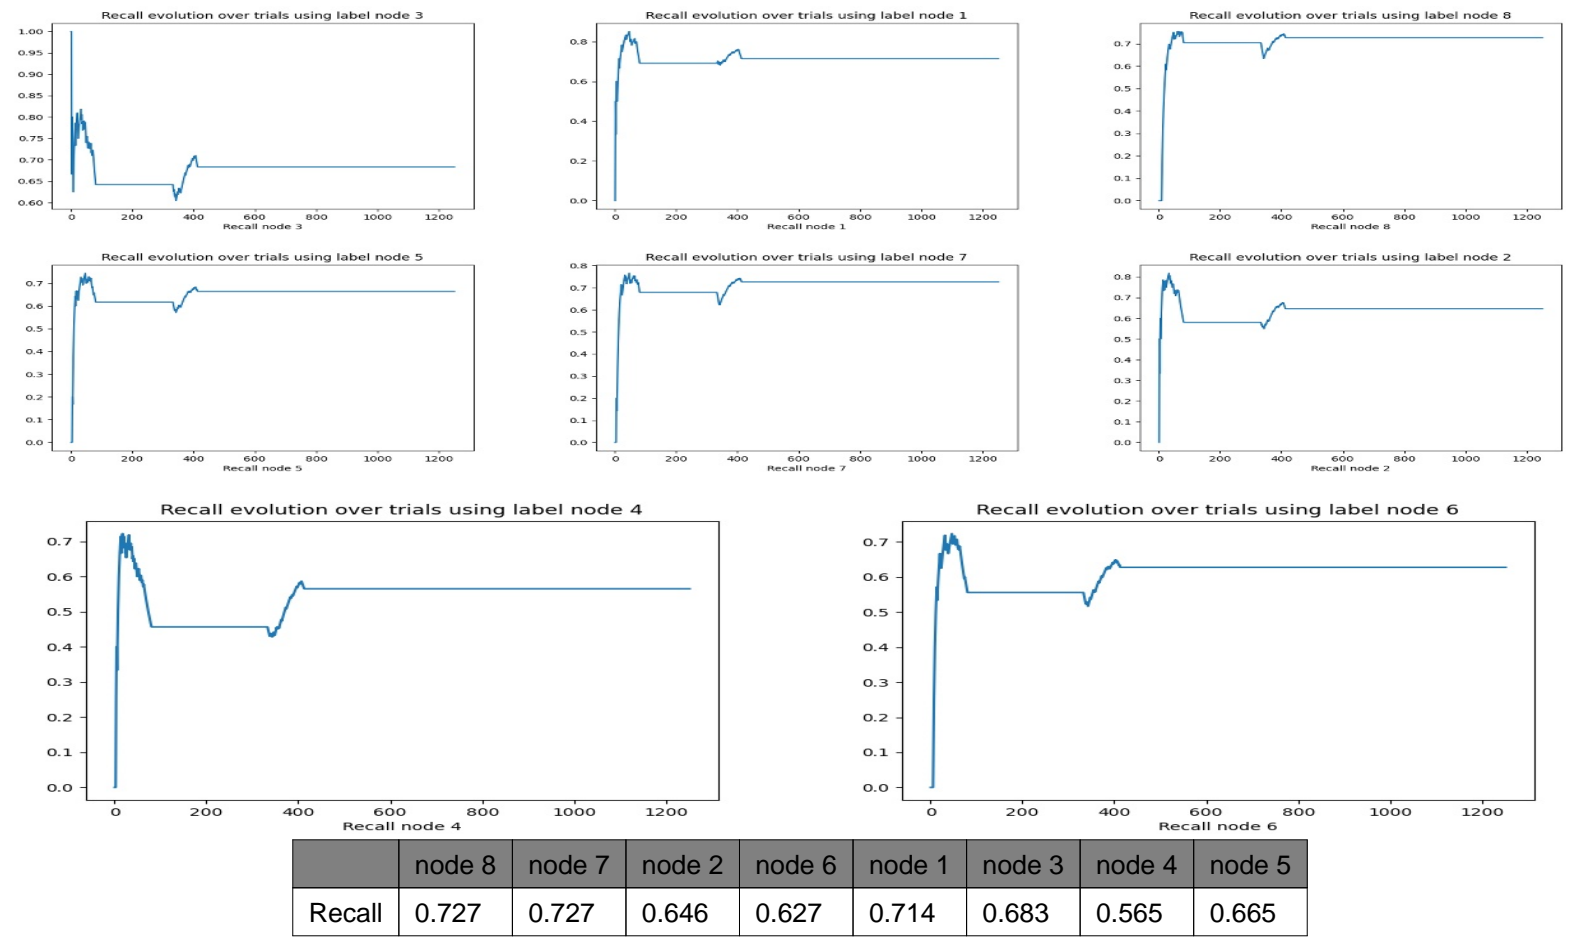 Recall evolution over trials using label node 3
1.00
0.95
0.90
0.85
0.80
0.75
0.70
0.65
0.60
0 200 400 600 800 1000 1200
Recall node 3
Recall evolution over trials using label node 1
0.8
0.6
0.4
0.2
0.0
0 200 400 600 800 1000 1200
Recall node 1
Recall evolution over trials using label node 8
0.7
0.6
0.5
0.4
0.3
0.2
0.1
0.0
0 200 400 600 800 1000 1200
Recall node 8
Recall evolution over trials using label node 5
0.7
0.6
0.5
0.4
0.3
0.2
0.1
0.0
0 200 400 600 800 1000 1200
Recall node 5
Recall evolution over trials using label node 7
0.8
0.7
0.6
0.5
0.4
0.3
0.2
0.1
0.0
0 200 400 600 800 1000 1200
Recall node 7
Recall evolution over trials using label node 2
0.8
0.7
0.6
0.5
0.4
0.3
0.2
0.1
0.0
0 200 400 600 800 1000 1200
Recall node 2
Recall evolution over trials using label node 4
0.7
0.6
0.5
0.4
0.3
0.2
0.1
0.0
0 200 400 600 800 1000 1200
Recall node 4
Recall evolution over trials using label node 6
0.7
0.6
0.5
0.4
0.3
0.2
0.1
0.0
0 200 400 600 800 1000 1200
Recall node 6
node 8 node 7 node 2 node 6 node 1 node 3 node 4 node 5
Recall 0.727 0.727 0.646 0.627 0.714 0.683 0.565 0.665